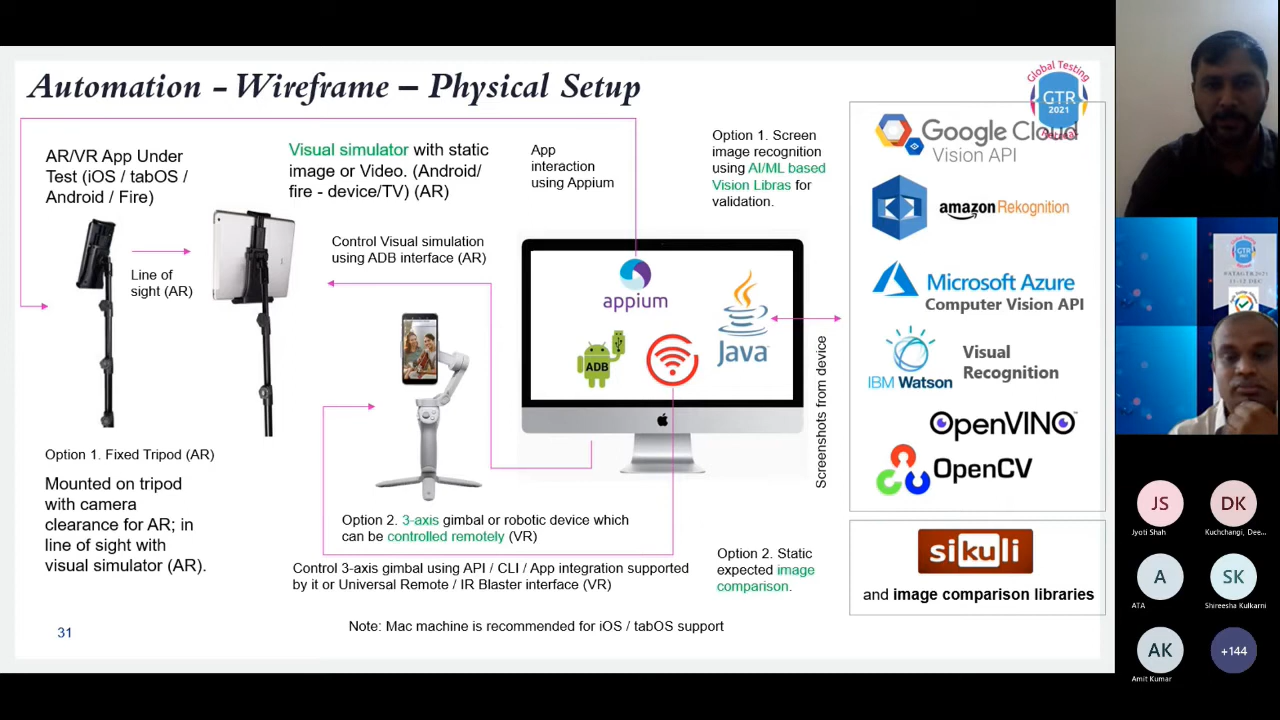 Automation - Wireframe – Physical Setup
Global Testing
GTR
2021
AR/VR App Under
Test (iOS / tabOS /
Android / Fire)
Line of
sight (AR)
Visual simulator with static
image or Video. (Android/
fire - device/TV) (AR)
Control Visual simulation
using ADB interface (AR)
App
interaction
using Appium
appium
ADB
Java
Option 1. Screen
image recognition
using AI/ML based
Vision Libras for
validation.
Screenshots from device
Google Cloud
Vision API
amazon Rekognition
Microsoft Azure
Computer Vision API
IBM Watson
Visual
Recognition
OpenVINO™
OpenCV
Option 1. Fixed Tripod (AR)
Mounted on tripod
with camera
clearance for AR; in
line of sight with
visual simulator (AR).
Option 2. 3-axis gimbal or robotic device which
can be controlled remotely (VR)
Control 3-axis gimbal using API / CLI / App integration supported
by it or Universal Remote / IR Blaster interface (VR)
Option 2. Static
expected image
comparison.
sikuli
and image comparison libraries
Note: Mac machine is recommended for iOS / tabOS support
31
JS
Jyoti Shah
DK
Kuchchangi, Dee...
A
ATA
SK
Shireesha Kulkarni
AK
Amit Kumar
+144